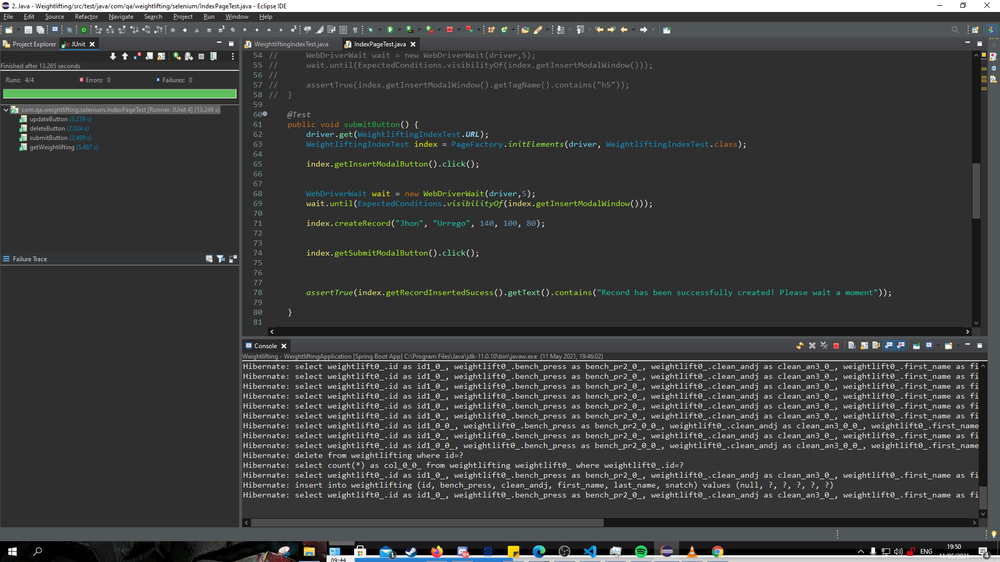 2. Java - Weightlifting/src/test/java/com/qa/weightlifting/selenium/IndexPageTest.java - Eclipse IDE
File Edit Source Refactor Navigate Search Project Run Window Help
Project Explorer JUnit
Finished after 13.265 seconds
Runs: 4/4 Errors: 0 Failures: 0
com.qa.weightlifting.selenium.IndexPageTest [Runner: JUnit 4] (13.249 s)
updateButton (3.239 s)
deleteButton (2.024 s)
submitButton (2.499 s)
getWeightlifting (5.487 s)
Failure Trace
WeightliftingIndexTest.java IndexPageTest.java
54 // WebDriverWait wait = new WebDriverWait(driver,5);
55 // wait.until(ExpectedConditions.visibilityOf(index.getInsertModalWindow()));
56 //
57 // assertTrue(index.getInsertModalWindow().getTagName().contains("h5"));
58 // }
59
60 @Test
61 public void submitButton() {
62 driver.get(WeightliftingIndexTest.URL);
63 WeightliftingIndexTest index = PageFactory.initElements(driver, WeightliftingIndexTest.class);
64
65 index.getInsertModalButton().click();
66
67
68 WebDriverWait wait = new WebDriverWait(driver,5);
69 wait.until(ExpectedConditions.visibilityOf(index.getInsertModalWindow()));
70
71 index.createRecord("Jhon", "Urrego", 140, 100, 80);
72
73
74 index.getSubmitModalButton().click();
75
76
77
78 assertTrue(index.getRecordInsertedSucess().getText().contains("Record has been successfully created! Please wait a moment"));
79
80 }
81
Console
Weightlifting - WeightliftingApplication [Spring Boot App] C:\Program Files\Java\jdk-11.0.10\bin\javaw.exe (11 May 2021, 19:46:02)
Hibernate: select weightlift0_.id as id1_0_, weightlift0_.bench_press as bench_pr2_0_, weightlift0_.clean_andj as clean_an3_0_, weightlift0_.first_name as fi
Hibernate: select weightlift0_.id as id1_0_, weightlift0_.bench_press as bench_pr2_0_, weightlift0_.clean_andj as clean_an3_0_, weightlift0_.first_name as fi
Hibernate: select weightlift0_.id as id1_0_, weightlift0_.bench_press as bench_pr2_0_, weightlift0_.clean_andj as clean_an3_0_, weightlift0_.first_name as fi
Hibernate: select weightlift0_.id as id1_0_, weightlift0_.bench_press as bench_pr2_0_, weightlift0_.clean_andj as clean_an3_0_, weightlift0_.first_name as fi
Hibernate: select weightlift0_.id as id1_0_, weightlift0_.bench_press as bench_pr2_0_, weightlift0_.clean_andj as clean_an3_0_, weightlift0_.first_name as fi
Hibernate: select weightlift0_.id as id1_0_, weightlift0_.bench_press as bench_pr2_0_, weightlift0_.clean_andj as clean_an3_0_, weightlift0_.first_name as fi
Hibernate: select weightlift0_.id as id1_0_0_, weightlift0_.bench_press as bench_pr2_0_0_, weightlift0_.clean_andj as clean_an3_0_0_, weightlift0_.first_name
Hibernate: select weightlift0_.id as id1_0_, weightlift0_.bench_press as bench_pr2_0_, weightlift0_.clean_andj as clean_an3_0_, weightlift0_.first_name as fi
Hibernate: select weightlift0_.id as id1_0_0_, weightlift0_.bench_press as bench_pr2_0_0_, weightlift0_.clean_andj as clean_an3_0_0_, weightlift0_.first_name
Hibernate: delete from weightlifting where id=?
Hibernate: select count(*) as col_0_0_ from weightlifting weightlift0_ where weightlift0_.id=?
Hibernate: select weightlift0_.id as id1_0_, weightlift0_.bench_press as bench_pr2_0_, weightlift0_.clean_andj as clean_an3_0_, weightlift0_.first_name as fi
Hibernate: insert into weightlifting (id, bench_press, clean_andj, first_name, last_name, snatch) values (null, ?, ?, ?, ?, ?)
Hibernate: select weightlift0_.id as id1_0_, weightlift0_.bench_press as bench_pr2_0_, weightlift0_.clean_andj as clean_an3_0_, weightlift0_.first_name as fi
09:44
1
9+
ENG
19:50
11/05/2021
4